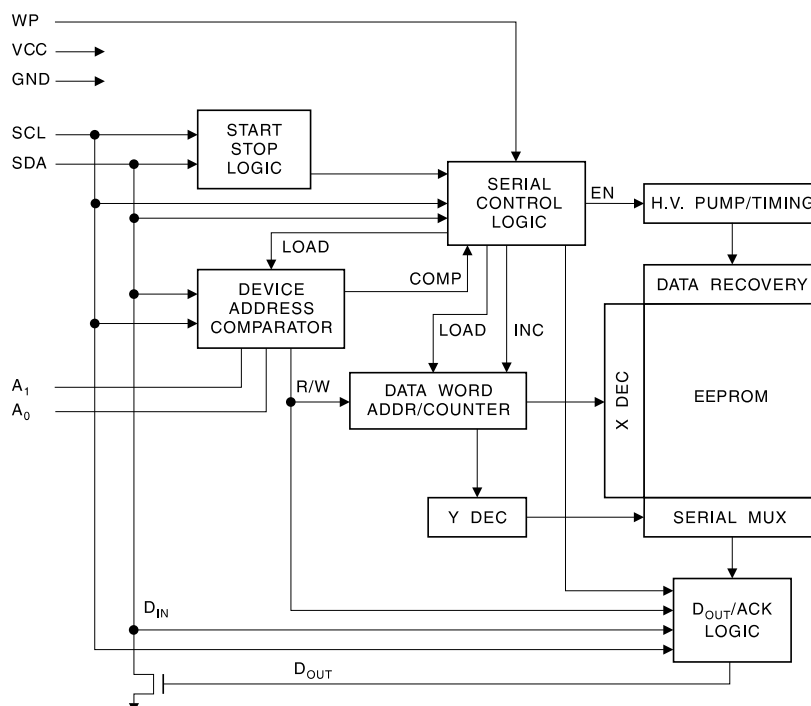 WP
VCC
GND
SCL
SDA
START
STOP
LOGIC
SERIAL
CONTROL
LOGIC
EN
H.V. PUMP/TIMING
LOAD
COMP
DEVICE
ADDRESS
COMPARATOR
LOAD
INC
DATA RECOVERY
A1
A0
R/W
DATA WORD
ADDR/COUNTER
X DEC
EEPROM
Y DEC
SERIAL MUX
DIN
DOUT/ACK
LOGIC
DOUT